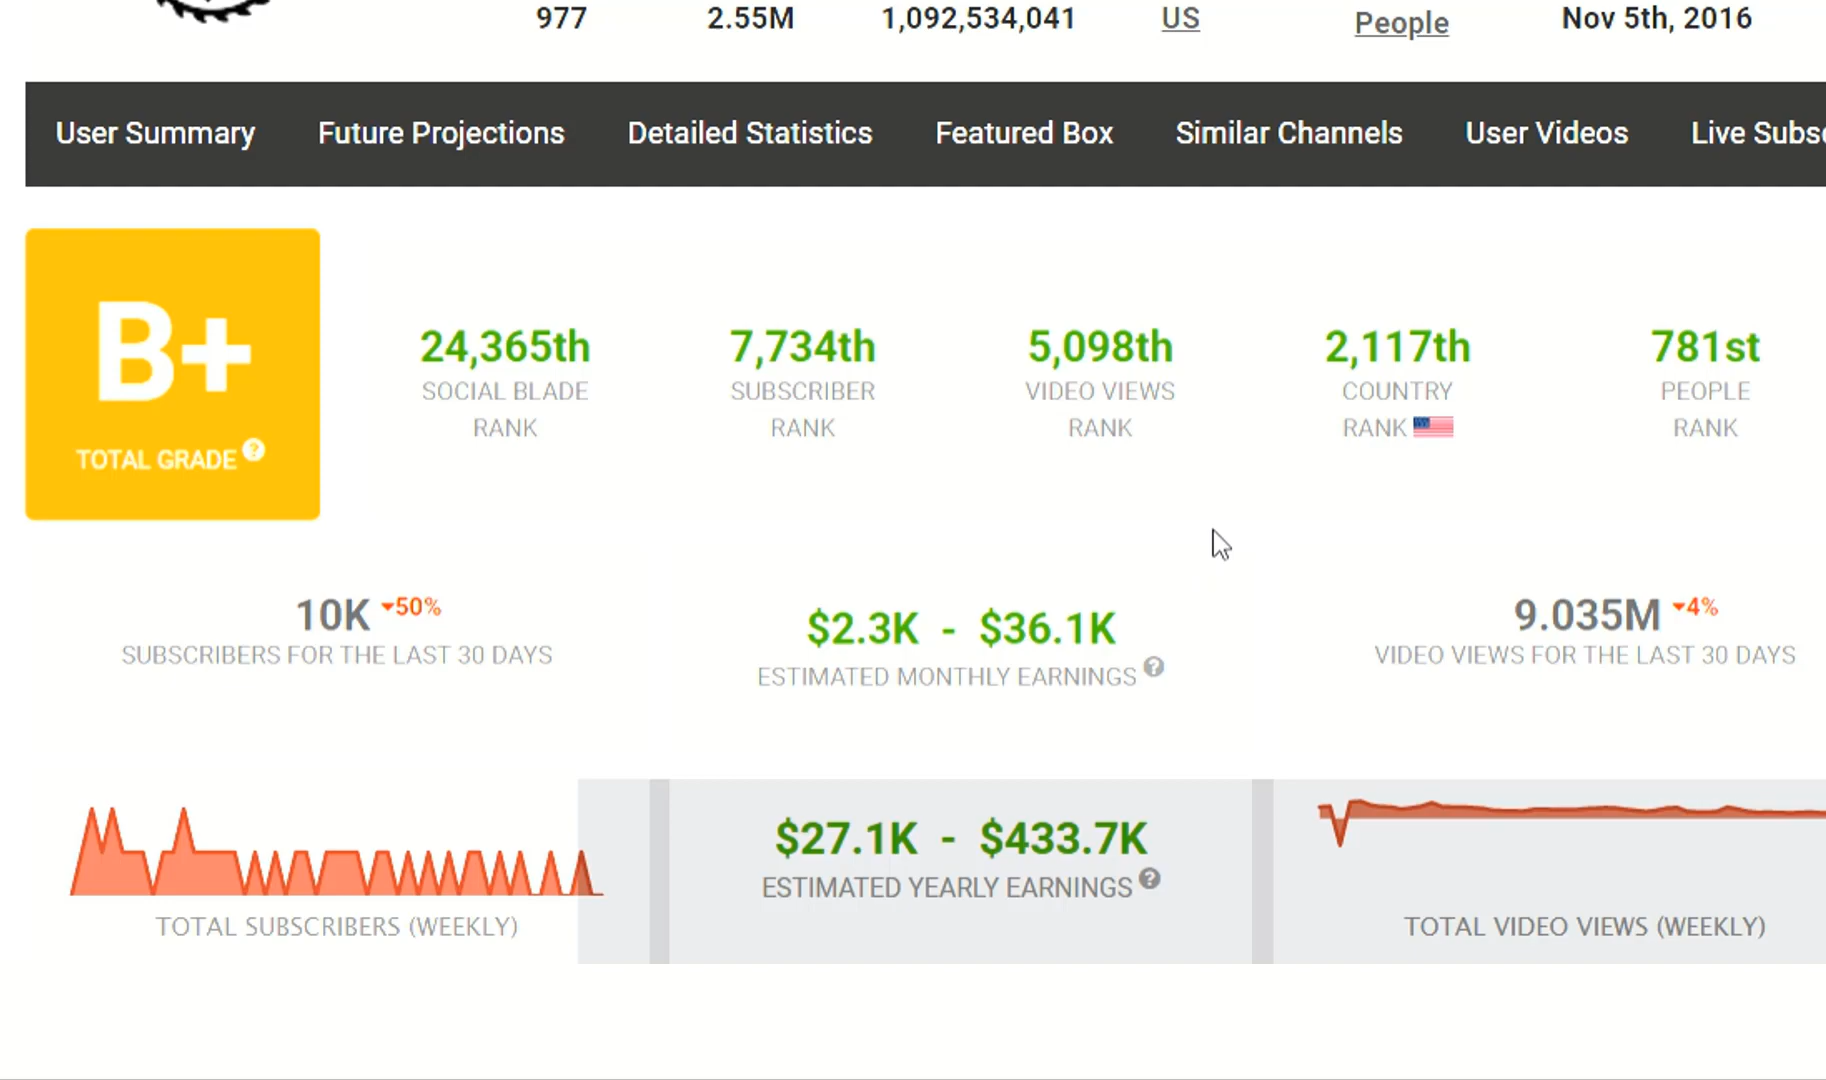 977 2.55M 1,092,534,041 US People Nov 5th, 2016
User Summary Future Projections Detailed Statistics Featured Box Similar Channels User Videos Live Subsc
B+
TOTAL GRADE ?
24,365th
SOCIAL BLADE
RANK
7,734th
SUBSCRIBER
RANK
5,098th
VIDEO VIEWS
RANK
2,117th
COUNTRY
RANK
781st
PEOPLE
RANK
10K 50%
SUBSCRIBERS FOR THE LAST 30 DAYS
$2.3K - $36.1K
ESTIMATED MONTHLY EARNINGS ?
9.035M 4%
VIDEO VIEWS FOR THE LAST 30 DAYS
TOTAL SUBSCRIBERS (WEEKLY)
$27.1K - $433.7K
ESTIMATED YEARLY EARNINGS ?
TOTAL VIDEO VIEWS (WEEKLY)